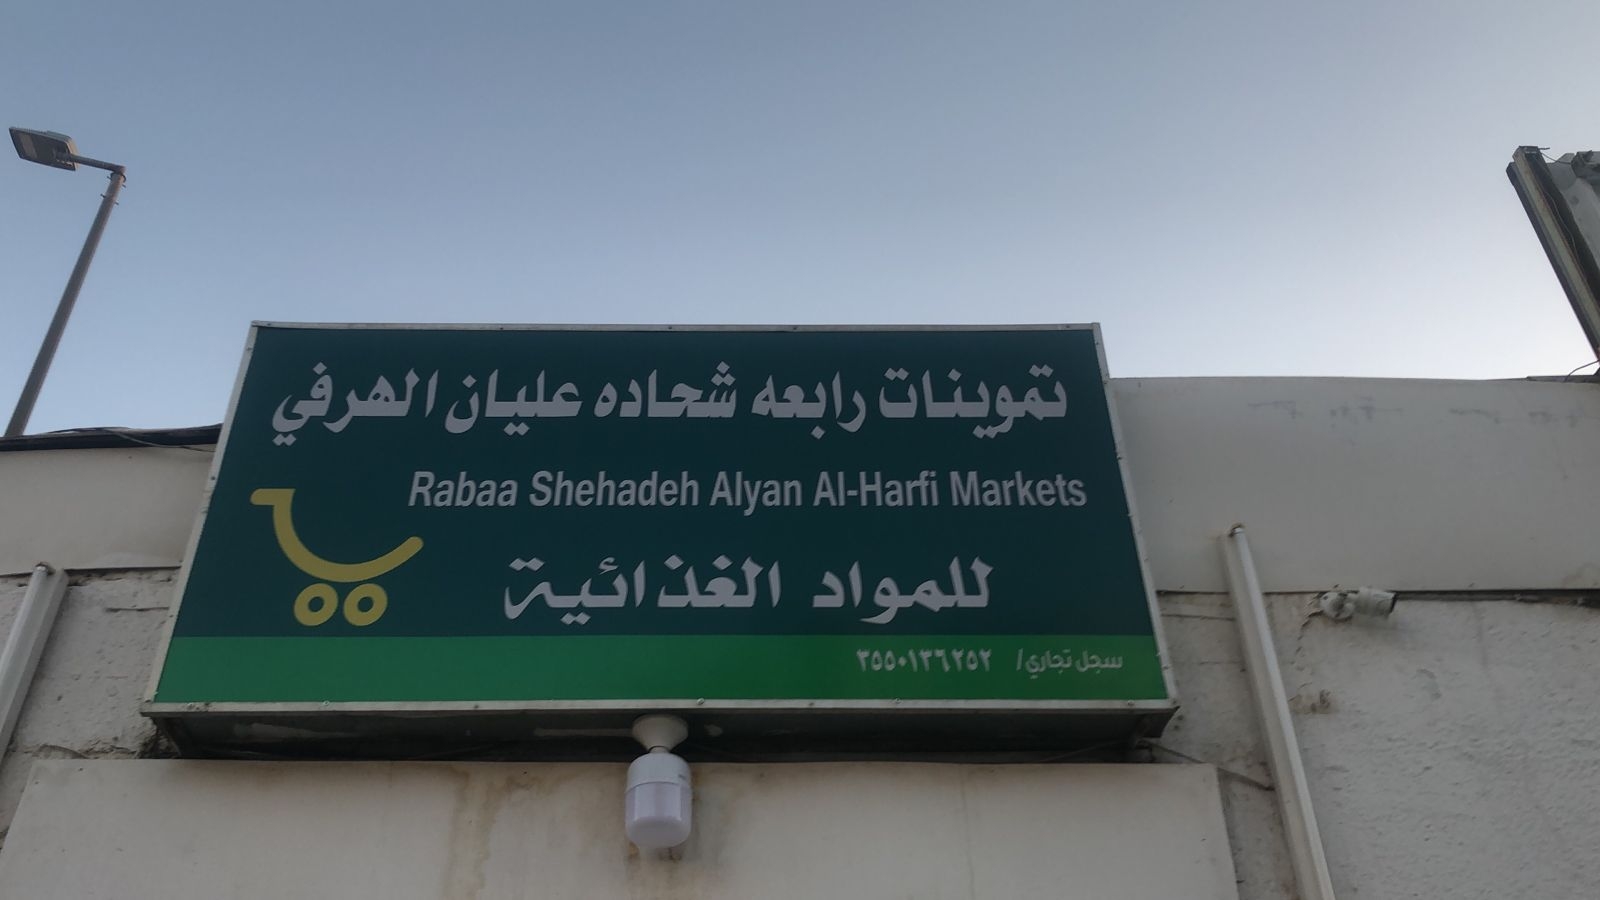 تموينات رابعه شحاده عليان الهرفي
Rabaa Shehadeh Alyan Al-Harfi Markets
للمواد الغذائية
سجل تجاري/ ٣٥٥٠١٣٦٢٥٢